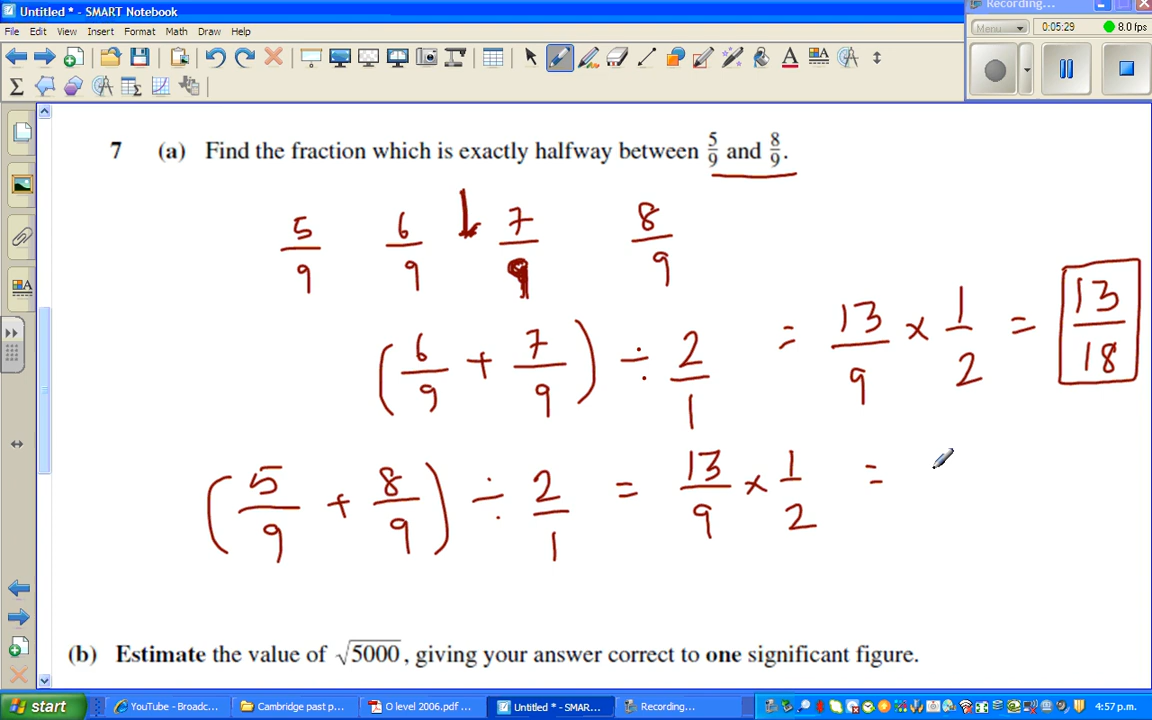 Untitled * - SMART Notebook
Recording...
File Edit View Insert Format Math Draw Help
Menu 0:05:29 8.0 fps
7 (a) Find the fraction which is exactly halfway between 5/9 and 8/9.
5/9 6/9 7/9 8/9
(6/9 + 7/9) ÷ 2/1 = 13/9 × 1/2 = 13/18
(5/9 + 8/9) ÷ 2/1 = 13/9 × 1/2 =
(b) Estimate the value of √5000, giving your answer correct to one significant figure.
start YouTube - Broadc... Cambridge past p... O level 2006.pdf ... Untitled * - SMAR... Recording... 4:57 p.m.